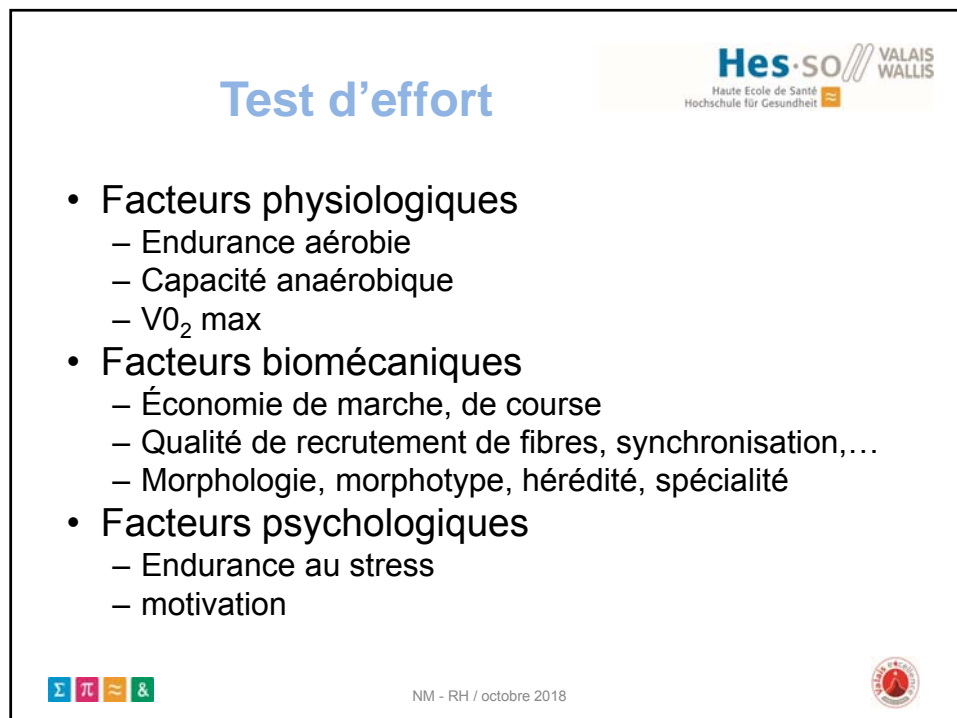 Test d’effort
Hes·so VALAIS
WALLIS
Haute Ecole de Santé
Hochschule für Gesundheit
• Facteurs physiologiques
– Endurance aérobie
– Capacité anaérobique
– V0₂ max
• Facteurs biomécaniques
– Économie de marche, de course
– Qualité de recrutement de fibres, synchronisation,…
– Morphologie, morphotype, hérédité, spécialité
• Facteurs psychologiques
– Endurance au stress
– motivation
Σ π ≈ &
NM - RH / octobre 2018
valais excellence